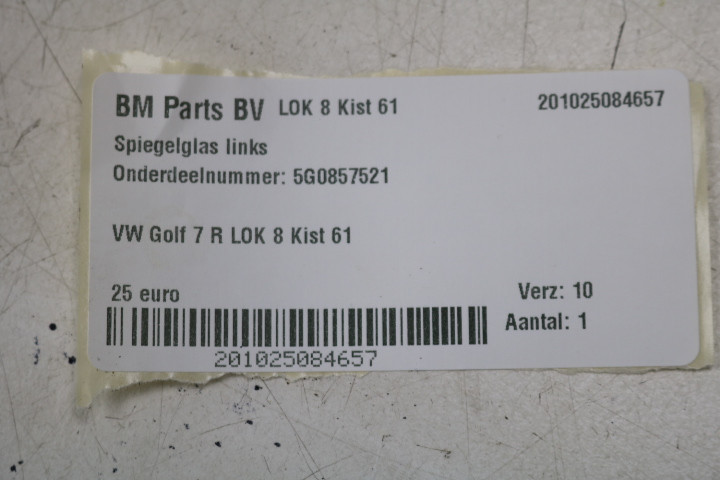 BM Parts BV LOK 8 Kist 61 201025084657
Spiegelglas links
Onderdeelnummer: 5G0857521
VW Golf 7 R LOK 8 Kist 61
25 euro Verz: 10
Aantal: 1
201025084657